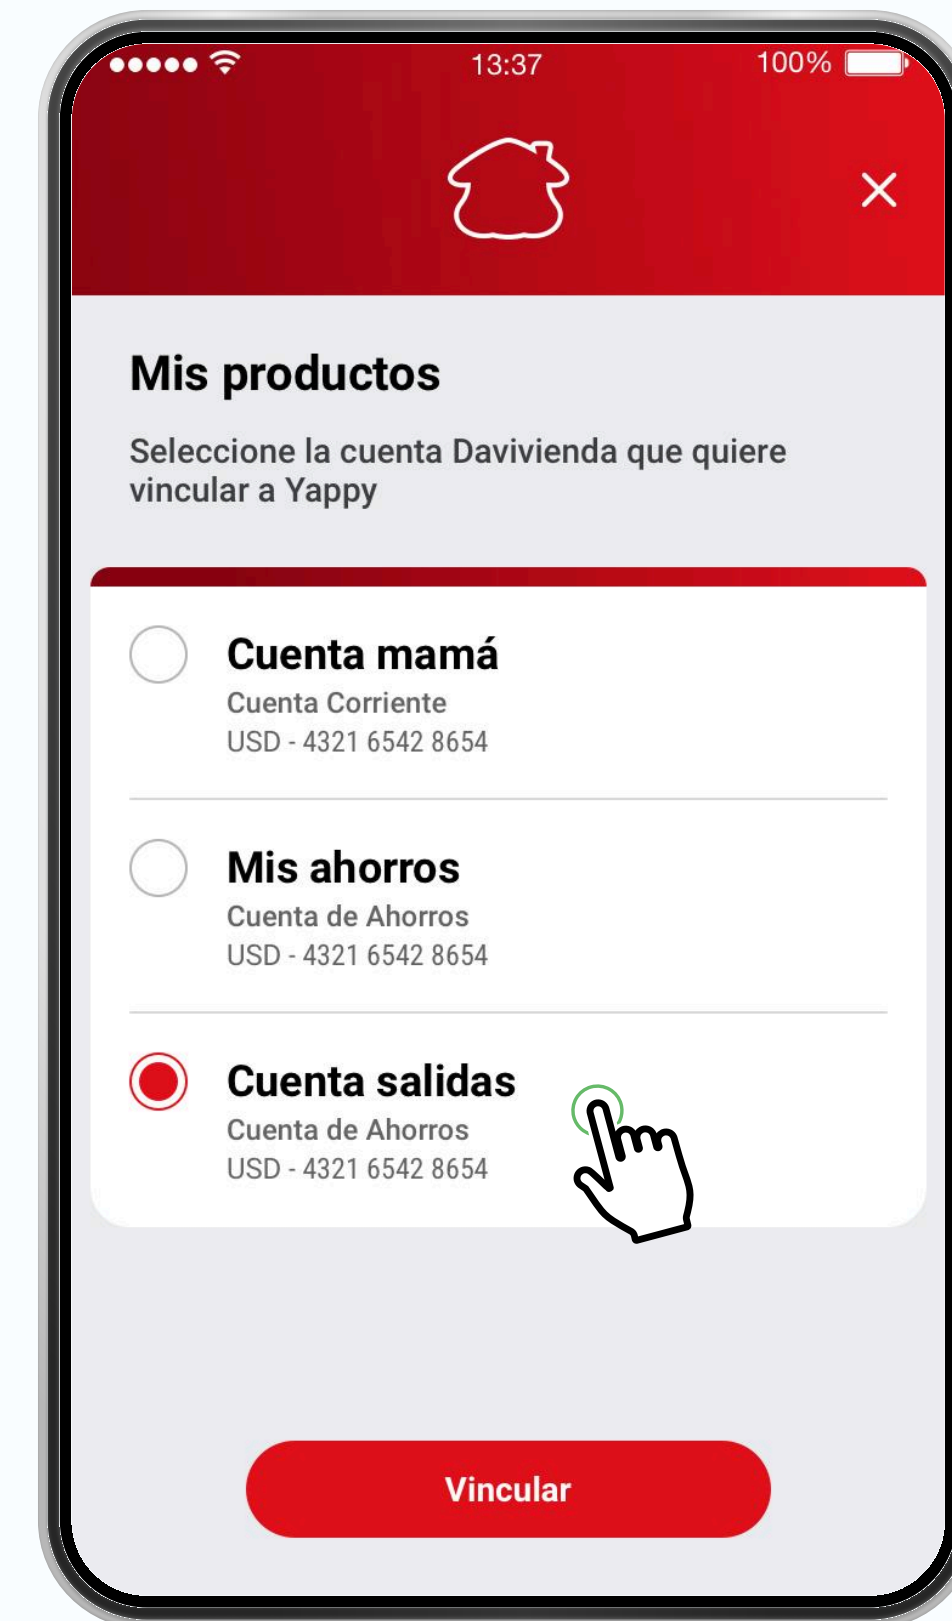 13:37
100%
Mis productos
Seleccione la cuenta Davivienda que quiere
vincular a Yappy
Cuenta mamá
Cuenta Corriente
USD - 4321 6542 8654
Mis ahorros
Cuenta de Ahorros
USD - 4321 6542 8654
Cuenta salidas
Cuenta de Ahorros
USD - 4321 6542 8654
Vincular